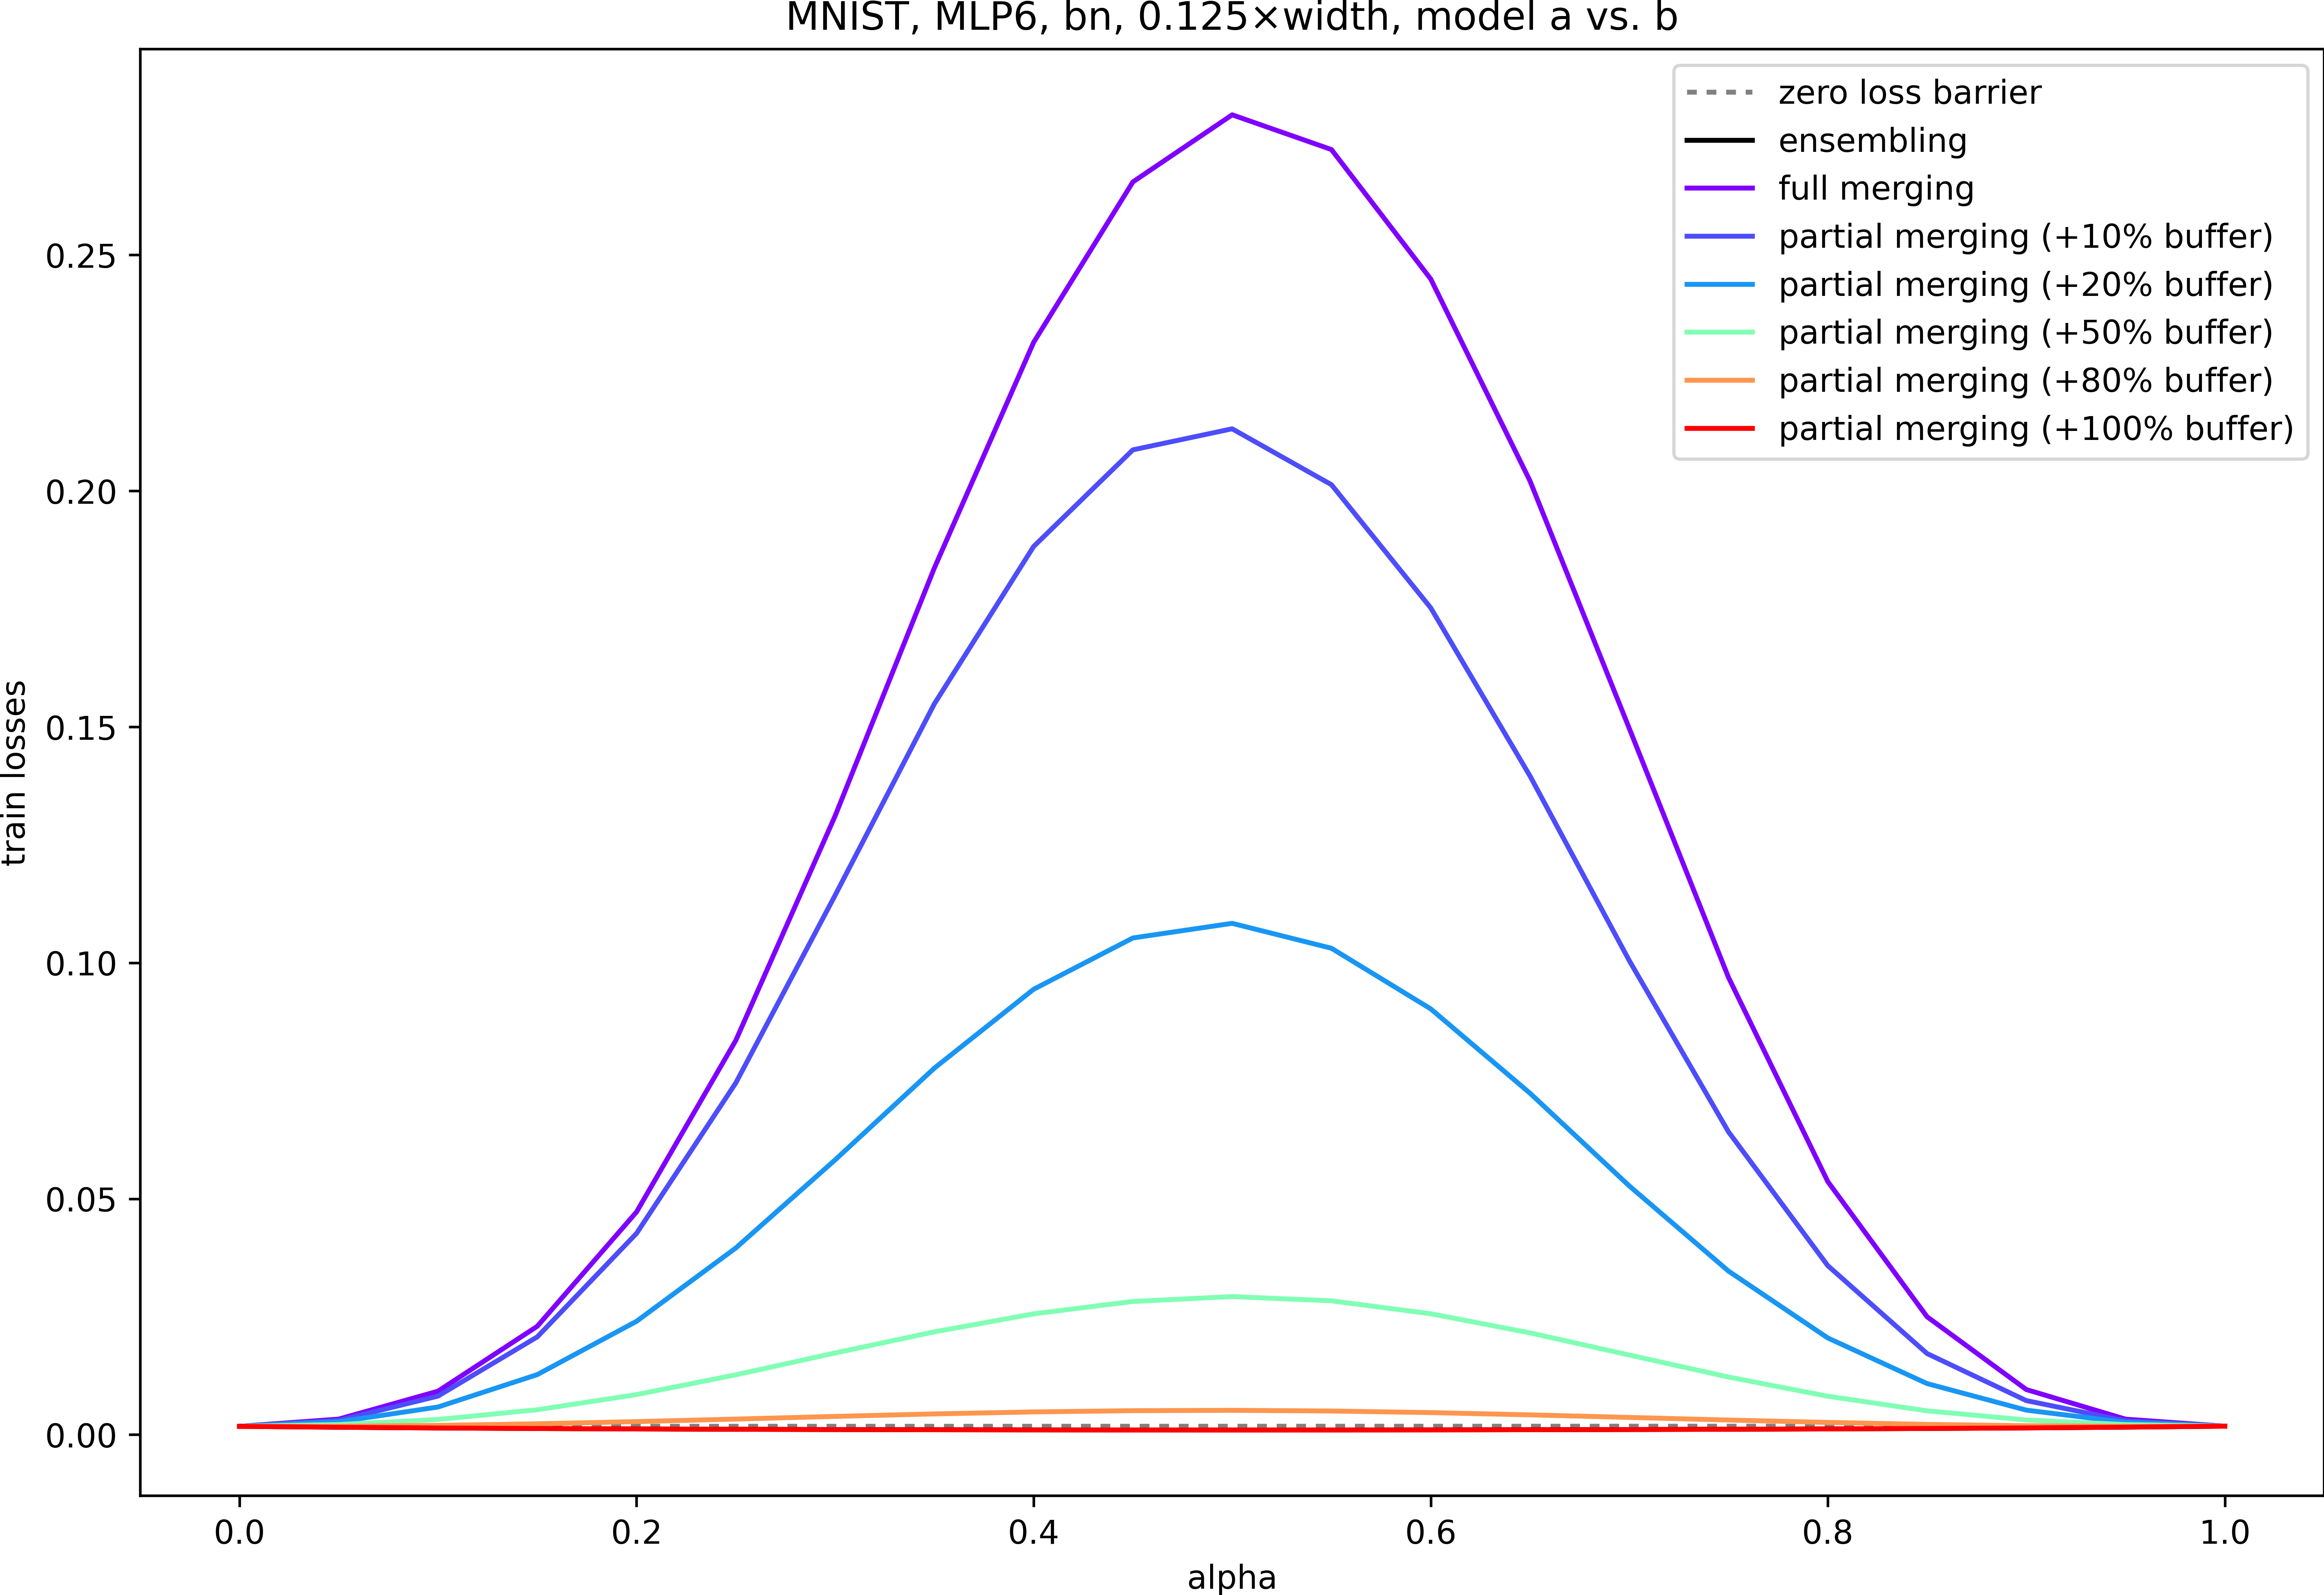 MNIST, MLP6, bn, 0.125×width, model a vs. b
zero loss barrier
ensembling
full merging
partial merging (+10% buffer)
partial merging (+20% buffer)
partial merging (+50% buffer)
partial merging (+80% buffer)
partial merging (+100% buffer)
0.25
0.20
0.15
0.10
0.05
0.00
train losses
0.0 0.2 0.4 0.6 0.8 1.0
alpha